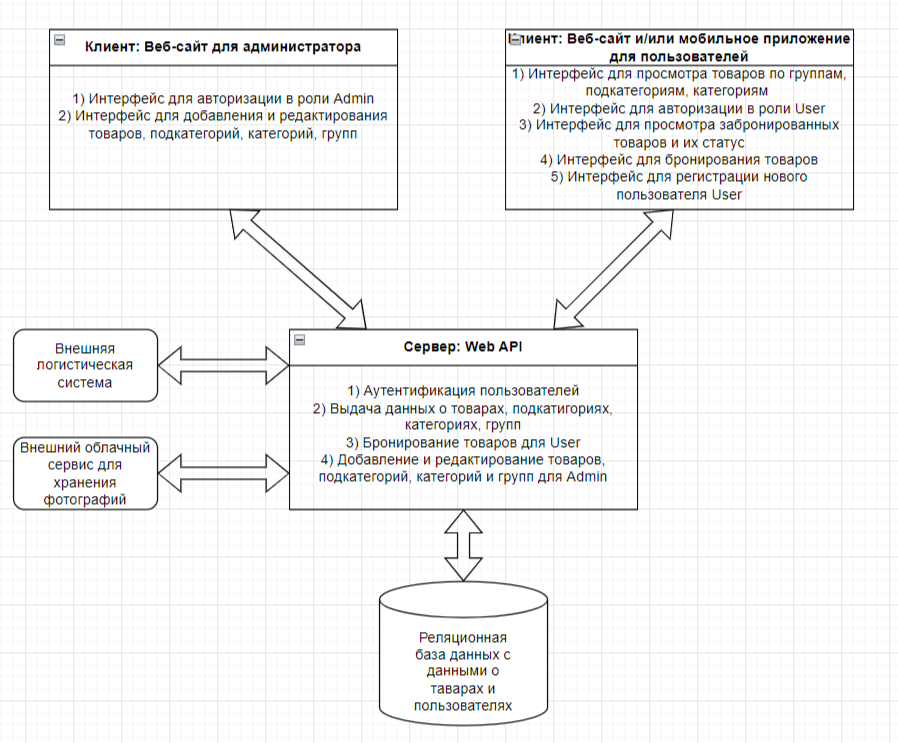 Клиент: Веб-сайт для администратора
1) Интерфейс для авторизации в роли Admin
2) Интерфейс для добавления и редактирования
товаров, подкатегорий, категорий, групп
Клиент: Веб-сайт и/или мобильное приложение
для пользователей
1) Интерфейс для просмотра товаров по группам,
подкатегориям, категориям
2) Интерфейс для авторизации в роли User
3) Интерфейс для просмотра забронированных
товаров и их статус
4) Интерфейс для бронирования товаров
5) Интерфейс для регистрации нового
пользователя User
Внешняя
логистическая
система
Внешний облачный
сервис для
хранения
фотографий
Сервер: Web API
1) Аутентификация пользователей
2) Выдача данных о товарах, подкатигориях,
категориях, групп
3) Бронирование товаров для User
4) Добавление и редактирование товаров,
подкатегорий, категорий и групп для Admin
Реляционная
база данных с
данными о
таварах и
пользователях